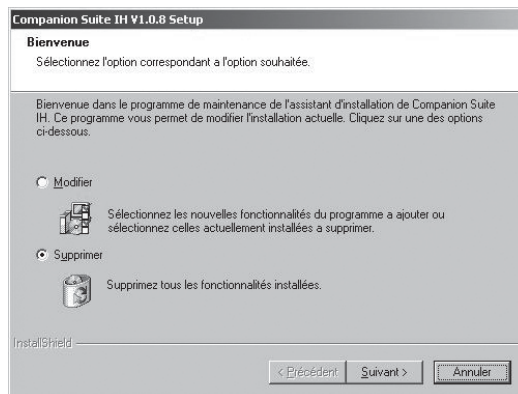 Companion Suite IH V1.0.8 Setup
Bienvenue
Sélectionnez l'option correspondant a l'option souhaitée.
Bienvenue dans le programme de maintenance de l'assistant d'installation de Companion Suite
IH. Ce programme vous permet de modifier l'installation actuelle. Cliquez sur une des options
ci-dessous.
Modifier
Sélectionnez les nouvelles fonctionnalités du programme a ajouter ou
sélectionnez celles actuellement installées a supprimer.
Supprimer
Supprimez tous les fonctionnalités installées.
InstallShield
< Précédent
Suivant >
Annuler